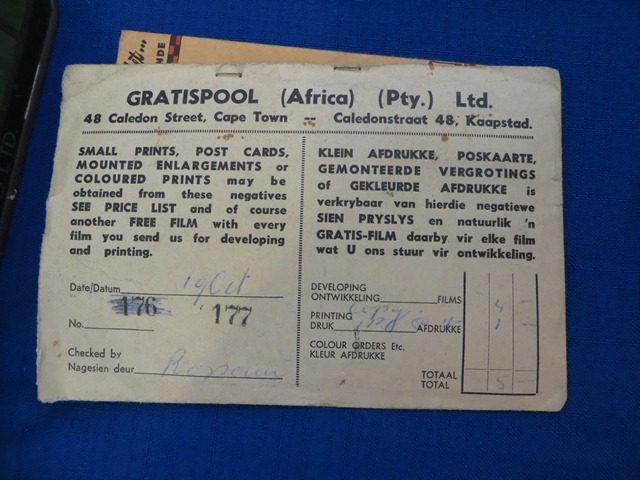 GRATISPOOL (Africa) (Pty.) Ltd.
48 Caledon Street, Cape Town -- Caledonstraat 48, Kaapstad.
SMALL PRINTS, POST CARDS,
MOUNTED ENLARGEMENTS or
COLOURED PRINTS may be
obtained from these negatives
SEE PRICE LIST and of course
another FREE FILM with every
film you send us for developing
and printing.
Date/Datum 19 Oct
176 177
No.
Checked by
Nagesien deur
KLEIN AFDRUKKE, POSKAARTE,
GEMONTEERDE VERGROTINGS
of GEKLEURDE AFDRUKKE is
verkrybaar van hierdie negatiewe
SIEN PRYSLYS en natuurlik 'n
GRATIS-FILM daarby vir elke film
wat U ons stuur vir ontwikkeling.
DEVELOPING
ONTWIKKELING FILMS 4 -
PRINTING
DRUK AFDRUKKE 1 -
COLOUR ORDERS Etc.
KLEUR AFDRUKKE
TOTAAL
TOTAL 5 -